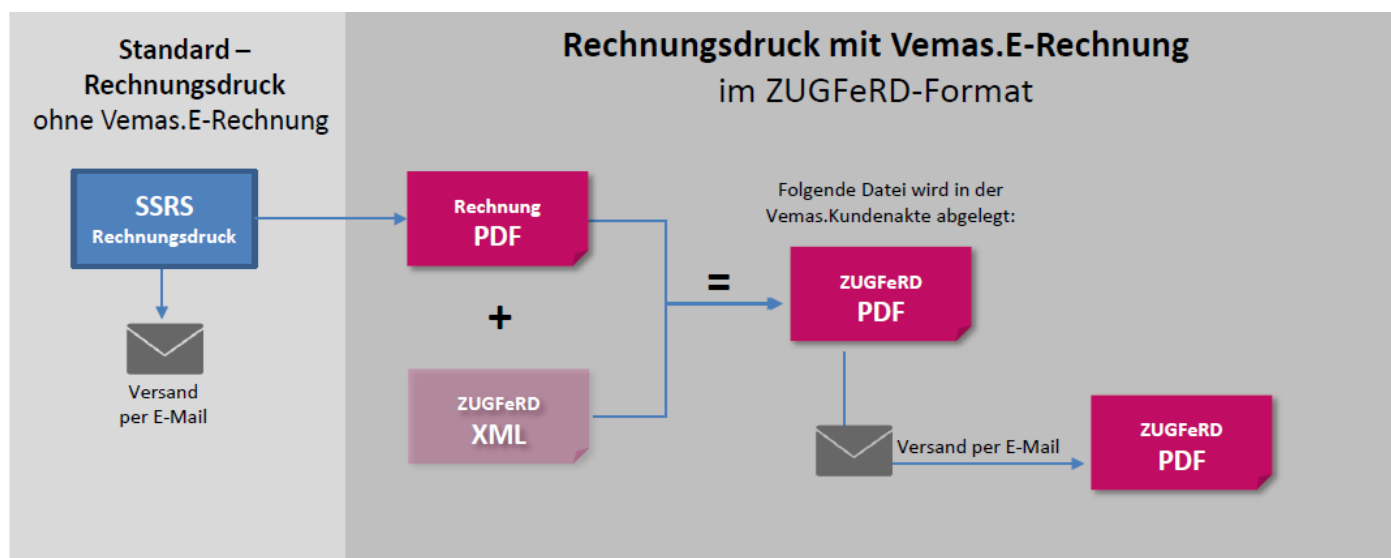 Standard –
Rechnungsdruck
ohne Vemas.E-Rechnung
SSRS
Rechnungsdruck
Versand
per E-Mail
Rechnungsdruck mit Vemas.E-Rechnung
im ZUGFeRD-Format
Rechnung
PDF
+
ZUGFeRD
XML
=
Folgende Datei wird in der
Vemas.Kundenakte abgelegt:
ZUGFeRD
PDF
Versand per E-Mail
ZUGFeRD
PDF